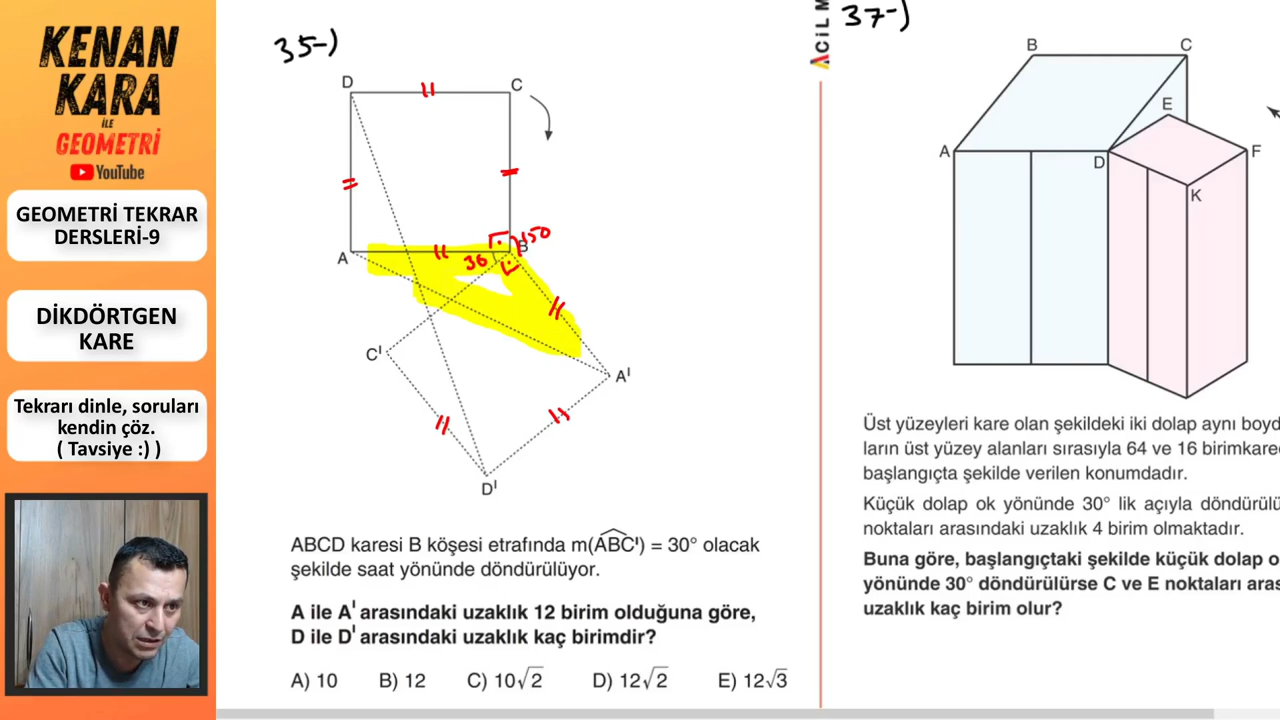 KENAN
KARA
İLE
GEOMETRİ
YouTube
GEOMETRİ TEKRAR
DERSLERİ-9
DİKDÖRTGEN
KARE
Tekrarı dinle, soruları
kendin çöz.
( Tavsiye :) )
35-)
D
C
A
B
150
30
C'
A'
D'
ABCD karesi B köşesi etrafında m(ABC') = 30° olacak
şekilde saat yönünde döndürülüyor.
A ile A' arasındaki uzaklık 12 birim olduğuna göre,
D ile D' arasındaki uzaklık kaç birimdir?
A) 10 B) 12 C) 10√2 D) 12√2 E) 12√3
ACİL M
37-)
B
C
E
A
D
F
K
Üst yüzeyleri kare olan şekildeki iki dolap aynı boyd
ların üst yüzey alanları sırasıyla 64 ve 16 birimkare
başlangıçta şekilde verilen konumdadır.
Küçük dolap ok yönünde 30° lik açıyla döndürülü
noktaları arasındaki uzaklık 4 birim olmaktadır.
Buna göre, başlangıçtaki şekilde küçük dolap o
yönünde 30° döndürülürse C ve E noktaları aras
uzaklık kaç birim olur?